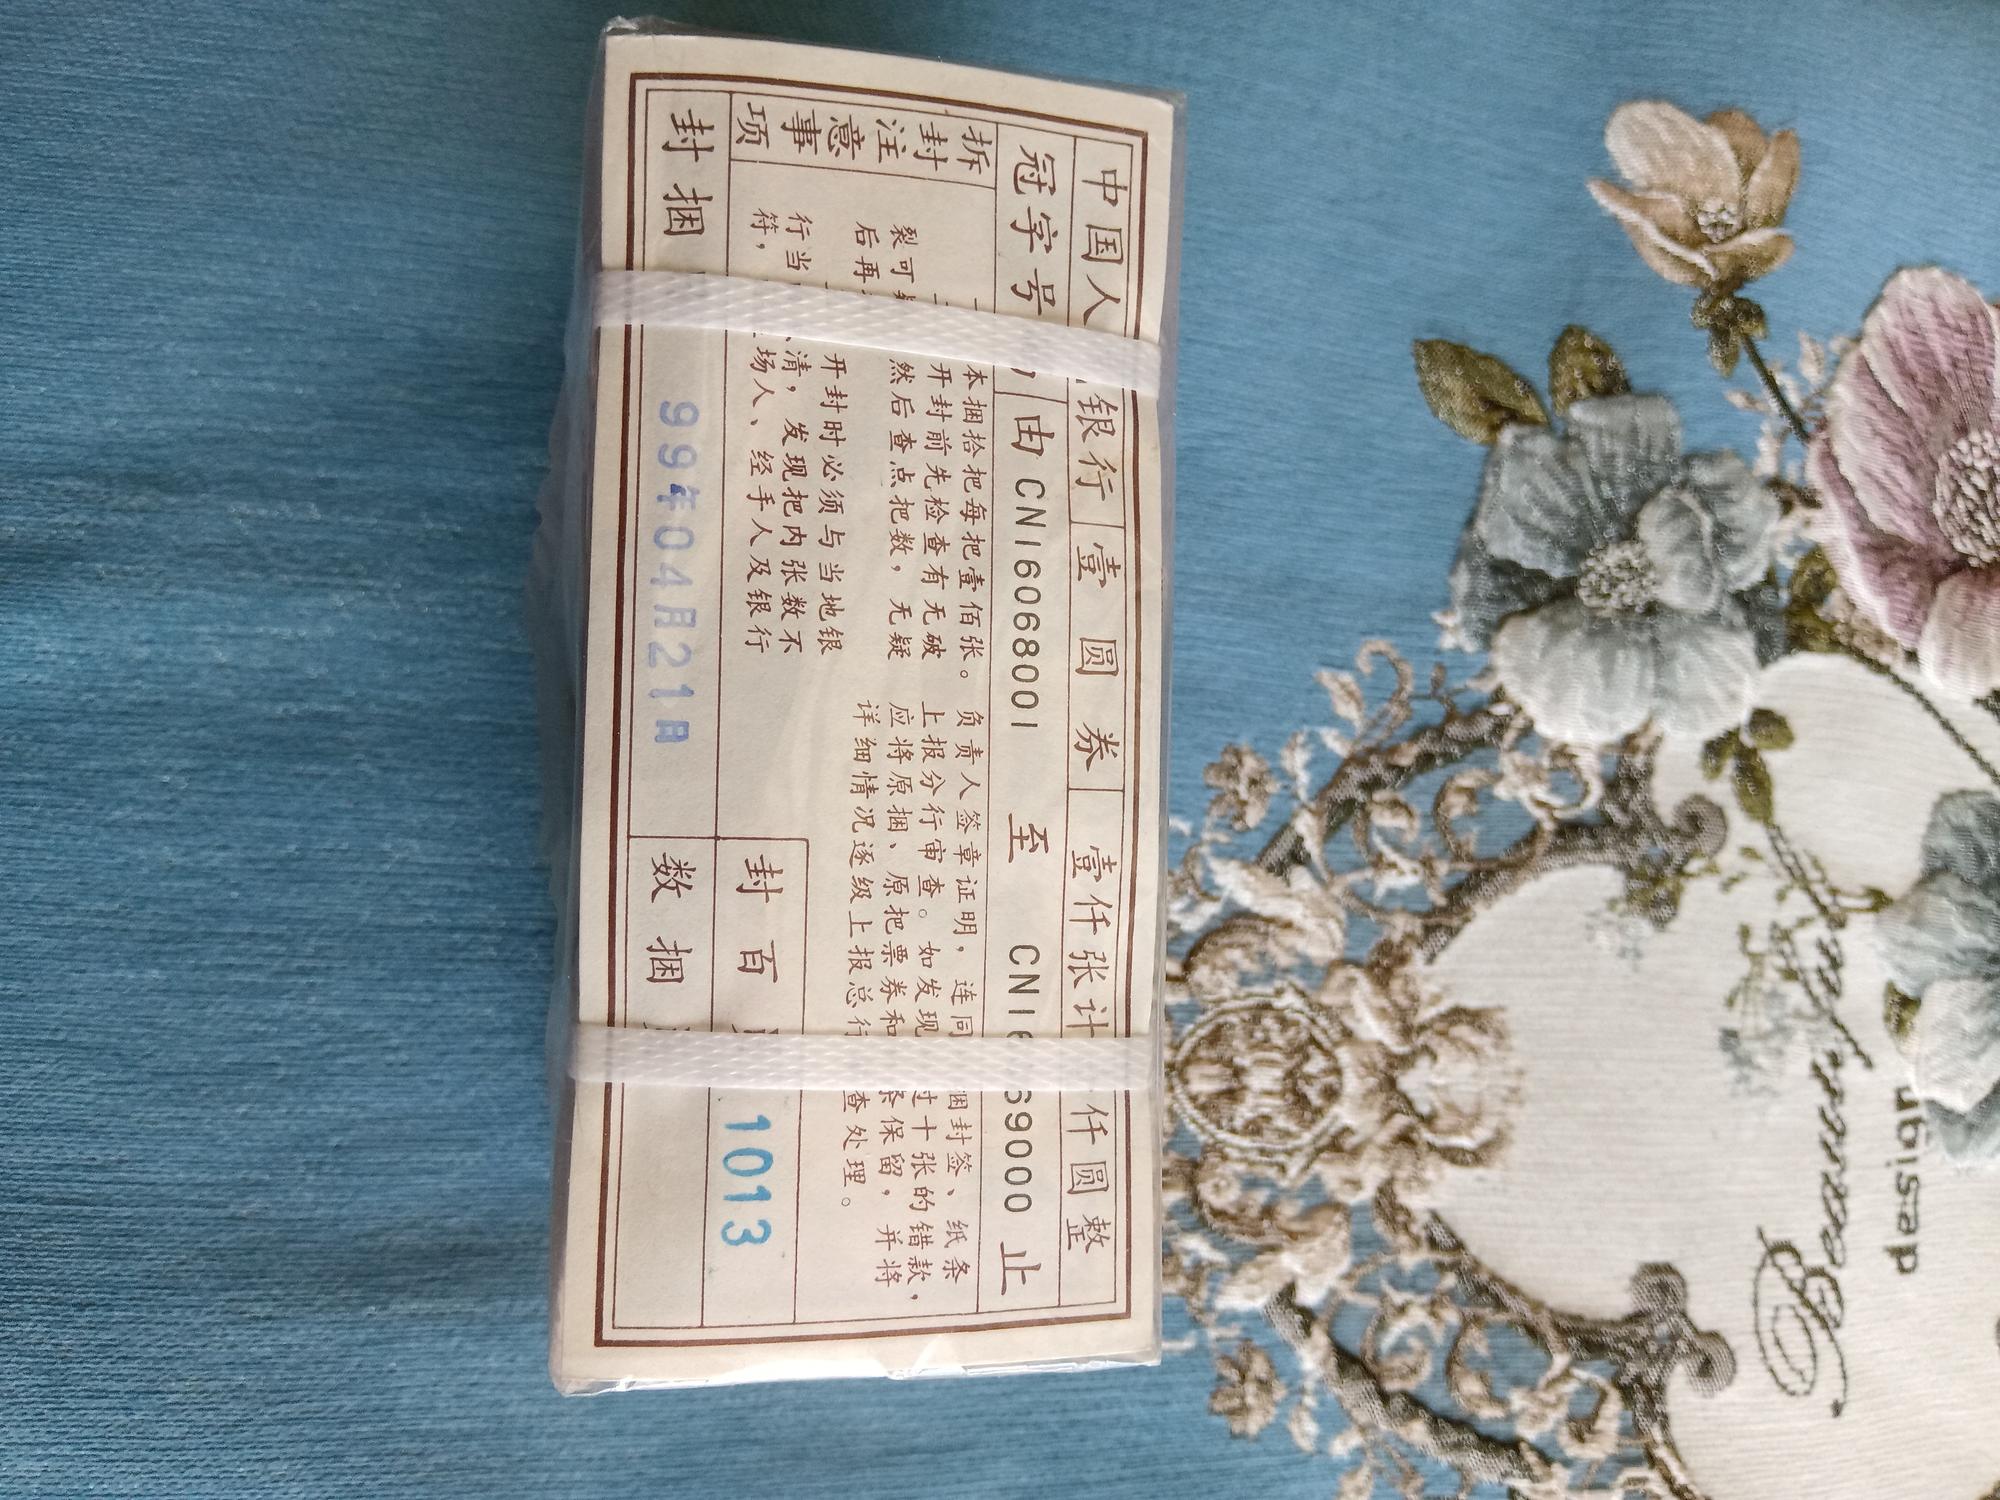 中国人 银行 壹圆券 壹仟张计 仟圆整
冠字号 由 CN16068001 至 CN16 69000 止
拆封注意事项
本捆拾把每把壹佰张。
开封前先检查有无破
裂可 然后查点把数，无疑
后再
开封时必须与当地银
行当 清，发现把内张数不
符， 场人、经手人及银行
负责人签章证明，连同 捆封签、纸条
上报分行审查。如发现 过十张的错款，
应将原捆、原把票券和 条保留，并将
详细情况逐级上报总行 查处理。
封百 1013
封捆 99年04月21日 数捆
Beaum
design